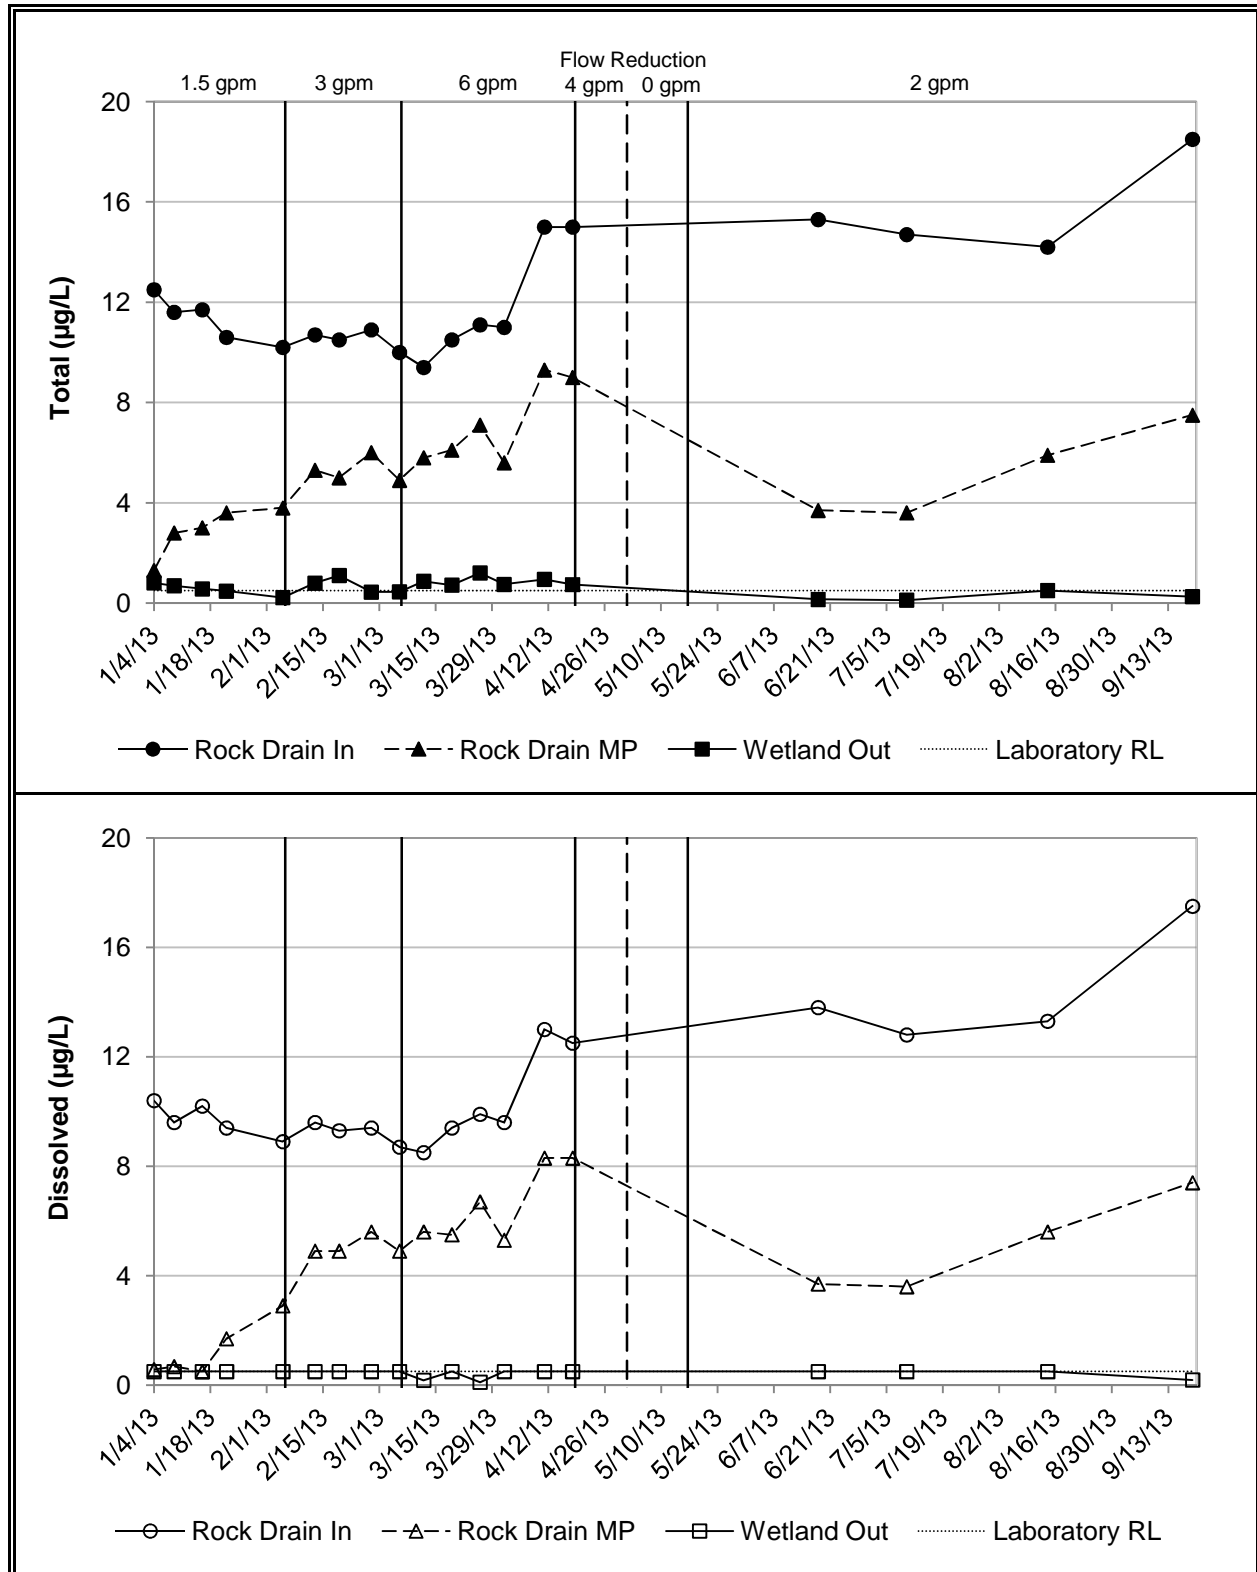 Flow Reduction
1.5 gpm 3 gpm 6 gpm 4 gpm 0 gpm 2 gpm
Total (µg/L)
20
16
12
8
4
0
1/4/13 1/18/13 2/1/13 2/15/13 3/1/13 3/15/13 3/29/13 4/12/13 4/26/13 5/10/13 5/24/13 6/7/13 6/21/13 7/5/13 7/19/13 8/2/13 8/16/13 8/30/13 9/13/13
Rock Drain In Rock Drain MP Wetland Out Laboratory RL
Dissolved (µg/L)
20
16
12
8
4
0
1/4/13 1/18/13 2/1/13 2/15/13 3/1/13 3/15/13 3/29/13 4/12/13 4/26/13 5/10/13 5/24/13 6/7/13 6/21/13 7/5/13 7/19/13 8/2/13 8/16/13 8/30/13 9/13/13
Rock Drain In Rock Drain MP Wetland Out Laboratory RL